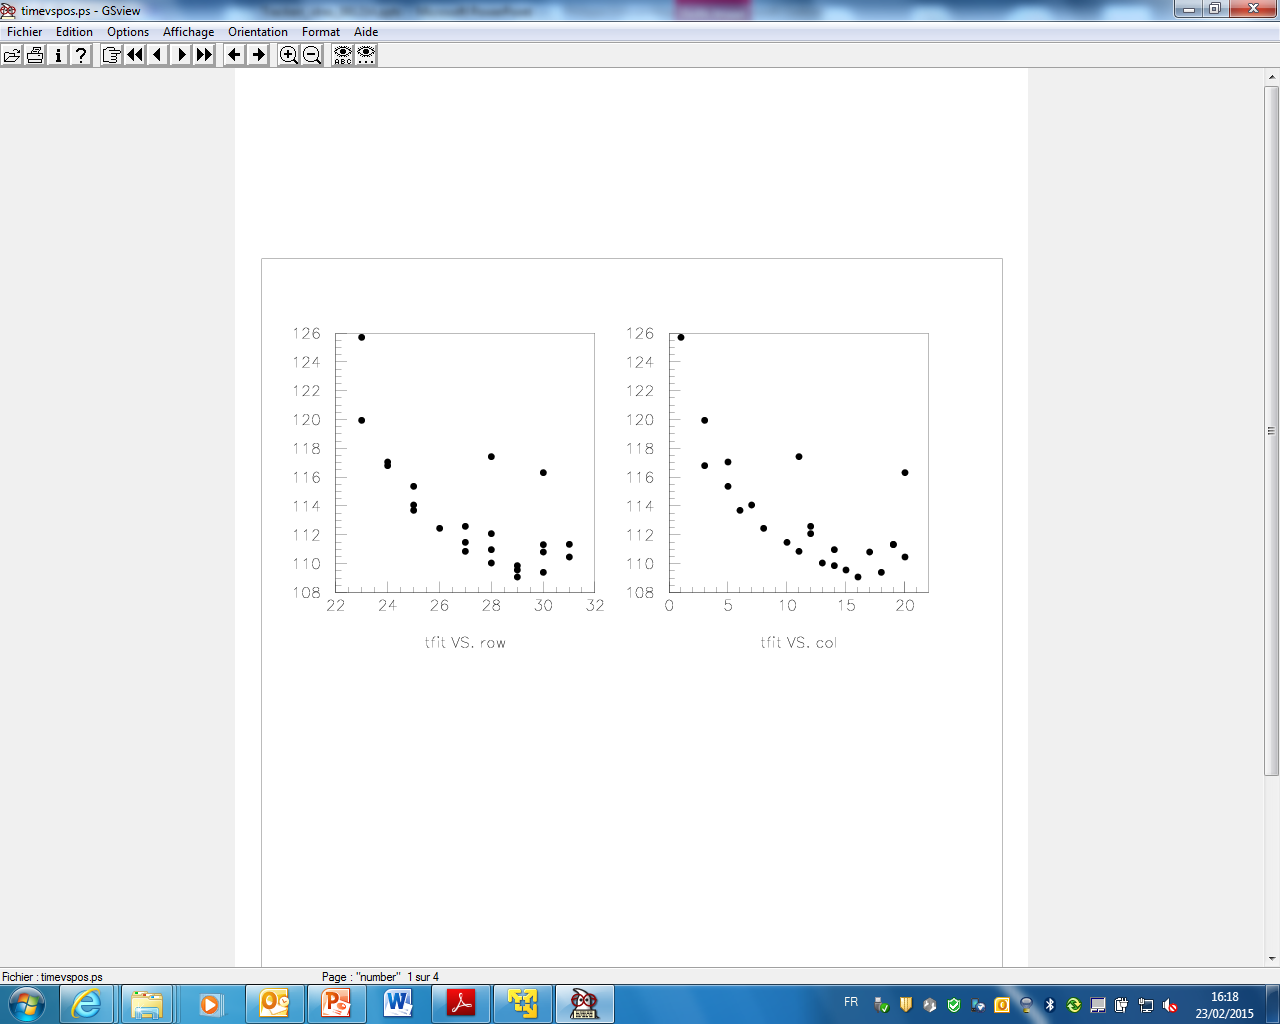 timevspos.ps - GSview
Fichier Edition Options Affichage Orientation Format Aide
i ? ABC
126 126
124 124
122 122
120 120
118 118
116 116
114 114
112 112
110 110
108 108
22 24 26 28 30 32 0 5 10 15 20
tfit VS. row tfit VS. col
Fichier : timevspos.ps Page : "number" 1 sur 4
FR 16:18
23/02/2015